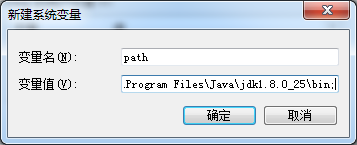 新建系统变量
变量名(N):
path
变量值(V):
.Program Files\Java\jdk1.8.0_25\bin;
确定
取消